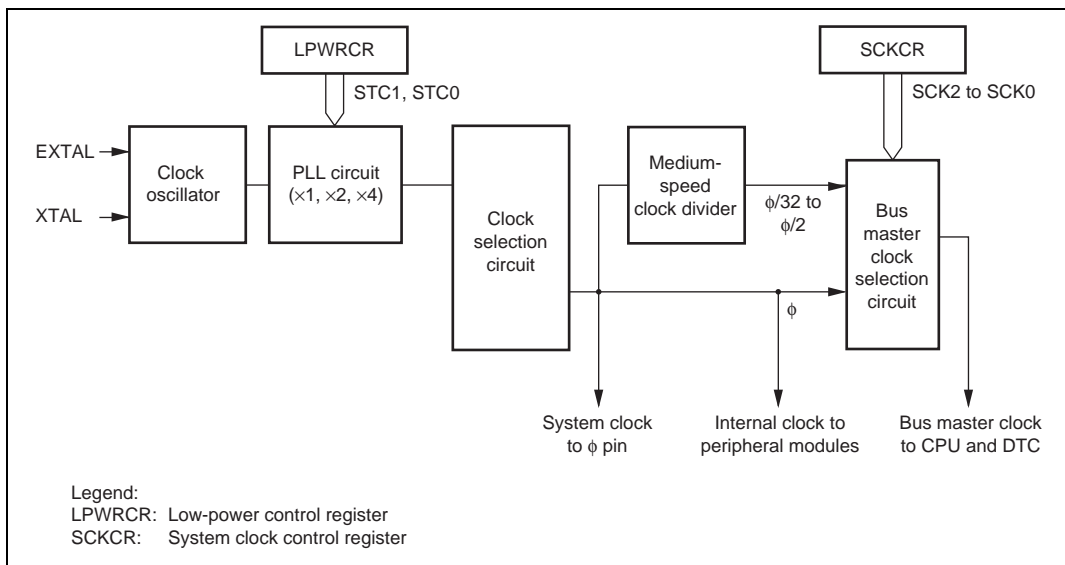 LPWRCR
SCKCR
STC1, STC0
SCK2 to SCK0
EXTAL
XTAL
Clock
oscillator
PLL circuit
(×1, ×2, ×4)
Clock
selection
circuit
Medium-
speed
clock divider
ϕ/32 to
ϕ/2
Bus
master
clock
selection
circuit
ϕ
System clock
to ϕ pin
Internal clock to
peripheral modules
Bus master clock
to CPU and DTC
Legend:
LPWRCR: Low-power control register
SCKCR: System clock control register